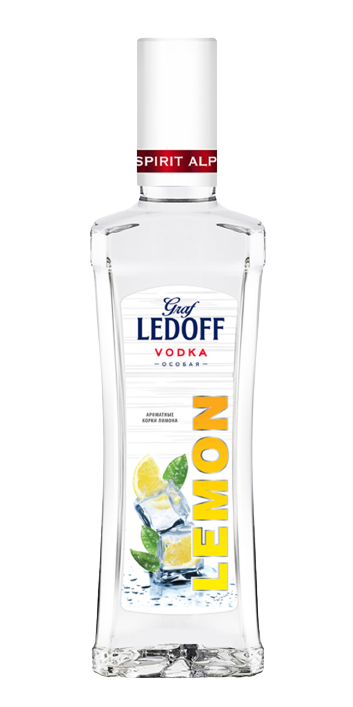 SPIRIT ALP
Graf
LEDOFF
VODKA
ОСОБАЯ
АРОМАТНЫЕ
КОРКИ ЛИМОНА
LEMON